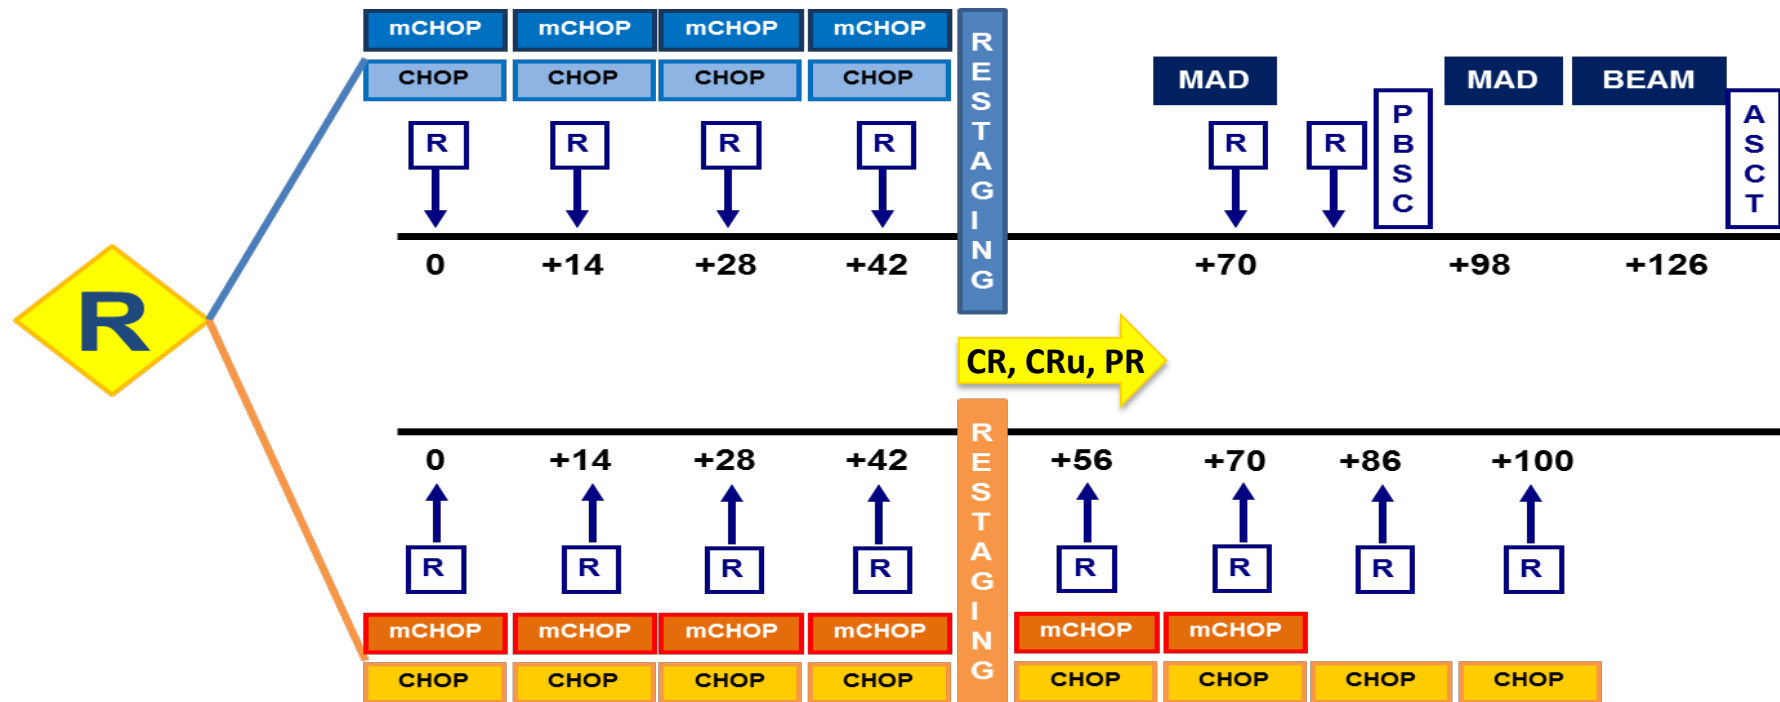 mCHOP mCHOP mCHOP mCHOP
CHOP CHOP CHOP CHOP
RESTAGING
MAD MAD BEAM
R R R R R R
PBSC
ASCT
0 +14 +28 +42 +70 +98 +126
R
CR, CRu, PR
0 +14 +28 +42 +56 +70 +86 +100
RESTAGING
R R R R R R R R
mCHOP mCHOP mCHOP mCHOP mCHOP mCHOP
CHOP CHOP CHOP CHOP CHOP CHOP CHOP CHOP